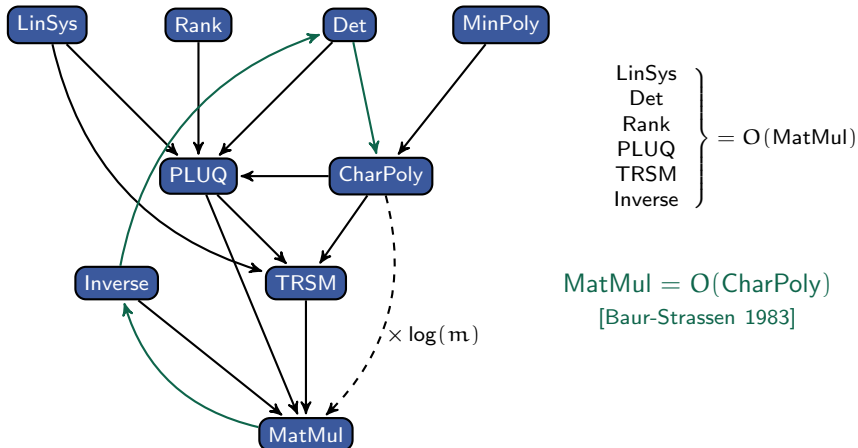 LinSys
Rank
Det
MinPoly
PLUQ
CharPoly
Inverse
TRSM
× log(m)
MatMul
LinSys
Det
Rank
PLUQ
TRSM
Inverse
= O(MatMul)
MatMul = O(CharPoly)
[Baur-Strassen 1983]